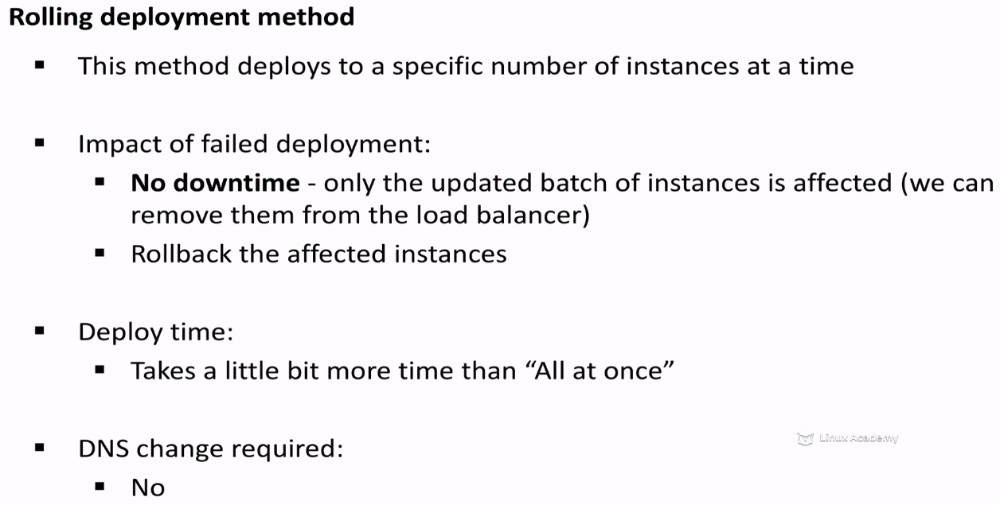 Rolling deployment method
▪ This method deploys to a specific number of instances at a time
▪ Impact of failed deployment:
▪ No downtime - only the updated batch of instances is affected (we can
remove them from the load balancer)
▪ Rollback the affected instances
▪ Deploy time:
▪ Takes a little bit more time than “All at once”
▪ DNS change required:
Linux Academy
▪ No